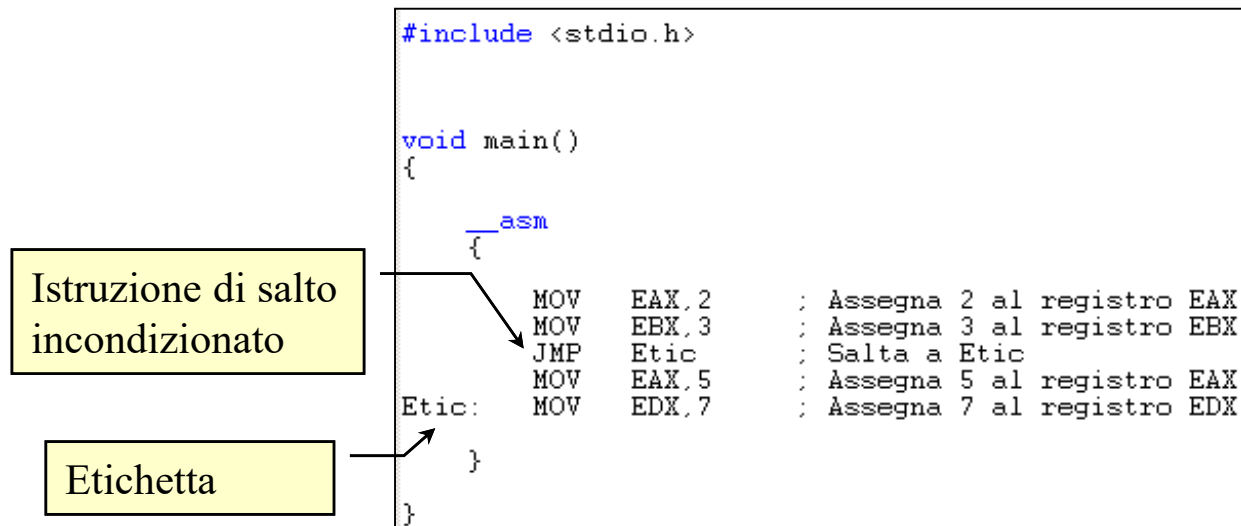 #include <stdio.h>
void main()
{
__asm
{
Istruzione di salto
incondizionato
MOV EAX,2 ; Assegna 2 al registro EAX
MOV EBX,3 ; Assegna 3 al registro EBX
JMP Etic ; Salta a Etic
MOV EAX,5 ; Assegna 5 al registro EAX
Etic: MOV EDX,7 ; Assegna 7 al registro EDX
Etichetta
}
}